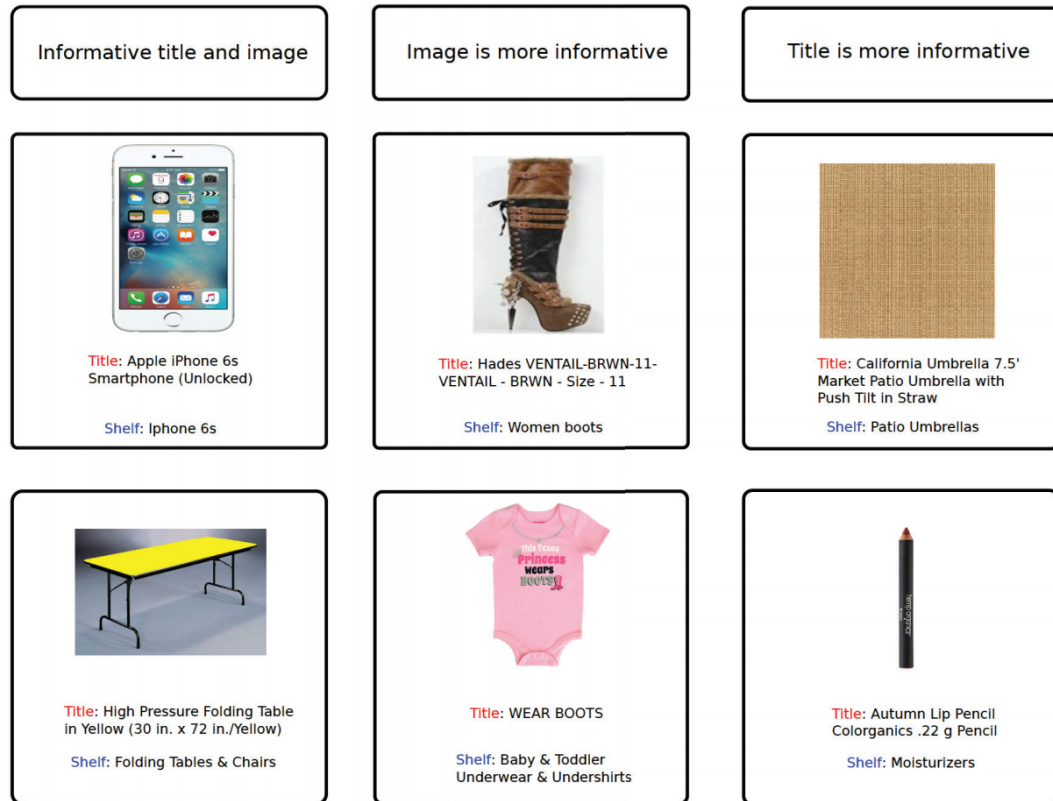 Informative title and image
Image is more informative
Title is more informative
Title: Apple iPhone 6s
Smartphone (Unlocked)
Shelf: Iphone 6s
Title: Hades VENTAIL-BRWN-11-
VENTAIL - BRWN - Size - 11
Shelf: Women boots
Title: California Umbrella 7.5'
Market Patio Umbrella with
Push Tilt in Straw
Shelf: Patio Umbrellas
Title: High Pressure Folding Table
in Yellow (30 in. x 72 in./Yellow)
Shelf: Folding Tables & Chairs
this Texas
Princess
wears
BOOTS
Title: WEAR BOOTS
Shelf: Baby & Toddler
Underwear & Undershirts
hemp organics
Title: Autumn Lip Pencil
Colorganics .22 g Pencil
Shelf: Moisturizers